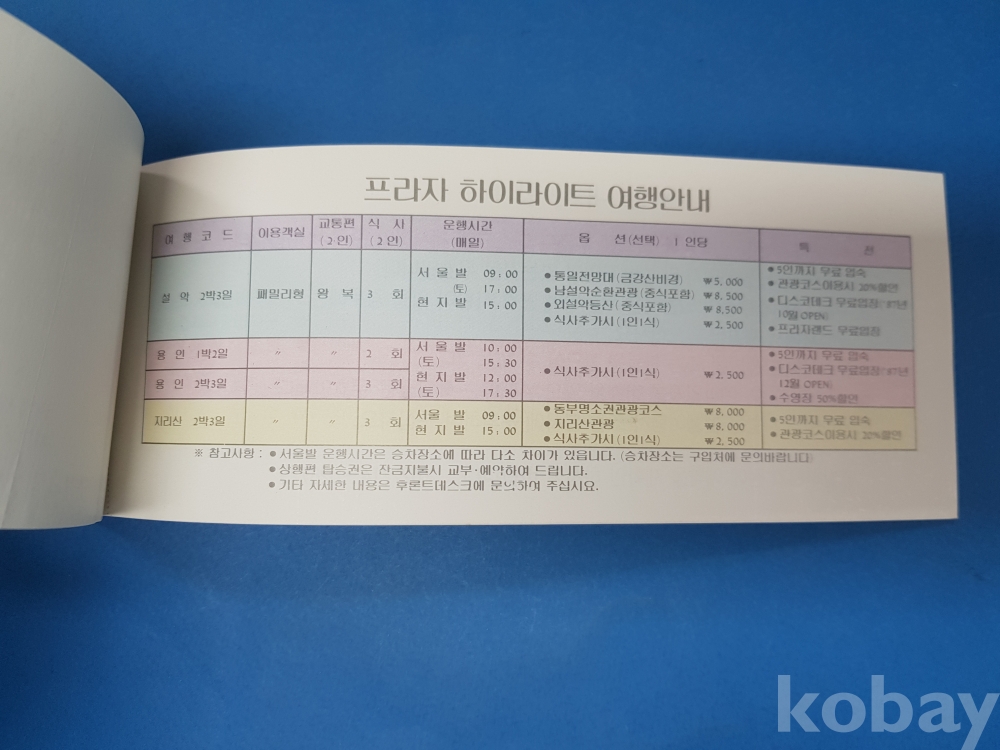 프라자 하이라이트 여행안내
여행코드 이용객실 교통편 (2인) 식사 (2인) 운행시간 (매일) 옵션(선택) 1인당 특 전
설악 2박3일 패밀리형 왕복 3회
서울발 09:00
(토) 17:00
현지발 15:00
● 통일전망대 (금강산비경) ₩5,000
● 남설악순환관광 (중식포함) ₩8,500
● 외설악등산 (중식포함) ₩8,500
● 식사추가시 (1인1식) ₩2,500
● 5인까지 무료 입숙
● 관광코스이용시 20%할인
● 디스코테크 무료입장('87년
10월 OPEN)
● 프라자랜드 무료입장
용인 1박2일 〃 〃 2회
서울발 10:00
(토) 15:30
용인 2박3일 〃 〃 3회
현지발 12:00
(토) 17:30
● 식사추가시 (1인1식) ₩2,500
● 5인까지 무료 입숙
● 디스코테크 무료입장('87년
12월 OPEN)
● 수영장 50%할인
지리산 2박3일 〃 〃 3회
서울발 09:00
현지발 15:00
● 동부명소권관광코스 ₩8,000
● 지리산관광 ₩8,000
● 식사추가시 (1인1식) ₩2,500
● 5인까지 무료 입숙
● 관광코스이용시 20%할인
※ 참고사항 : ● 서울발 운행시간은 승차장소에 따라 다소 차이가 있읍니다. (승차장소는 구입처에 문의바랍니다)
● 상행편 탑승권은 잔금지불시 교부·예약하여 드립니다.
● 기타 자세한 내용은 후론트데스크에 문의하여 주십시요.
kobay